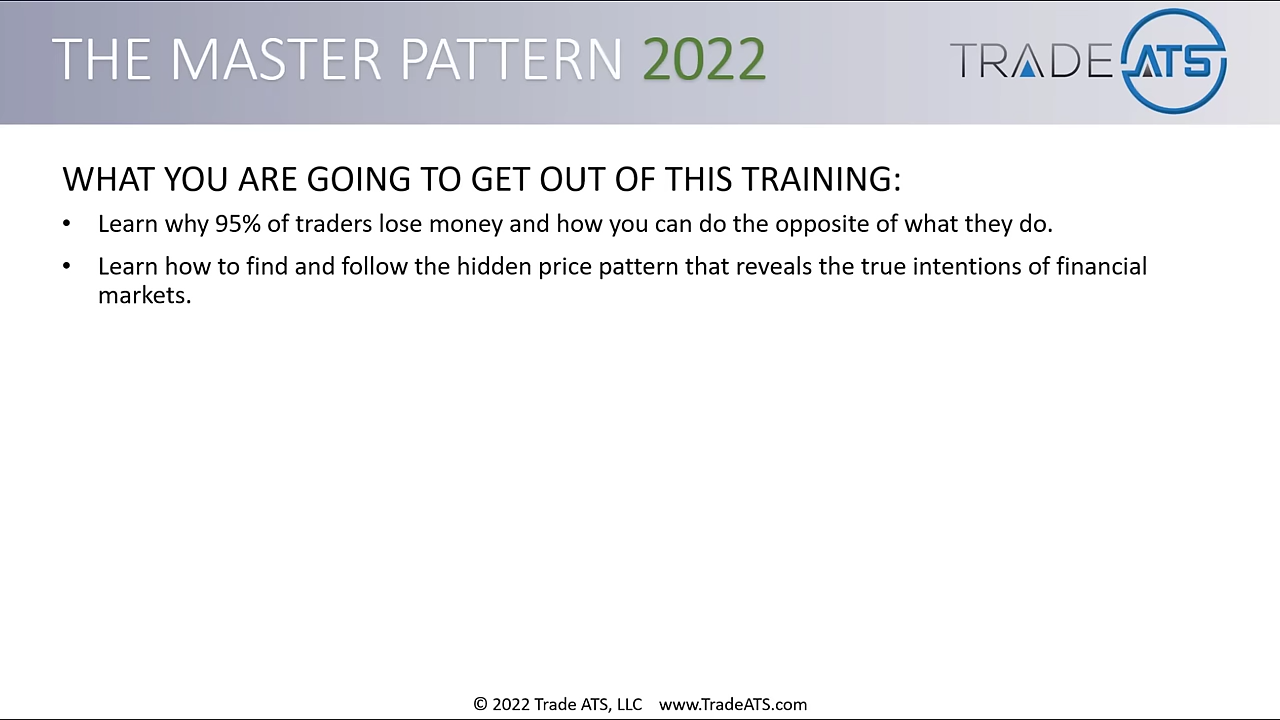 THE MASTER PATTERN 2022
TRADE ATS
WHAT YOU ARE GOING TO GET OUT OF THIS TRAINING:
• Learn why 95% of traders lose money and how you can do the opposite of what they do.
• Learn how to find and follow the hidden price pattern that reveals the true intentions of financial
markets.
© 2022 Trade ATS, LLC www.TradeATS.com